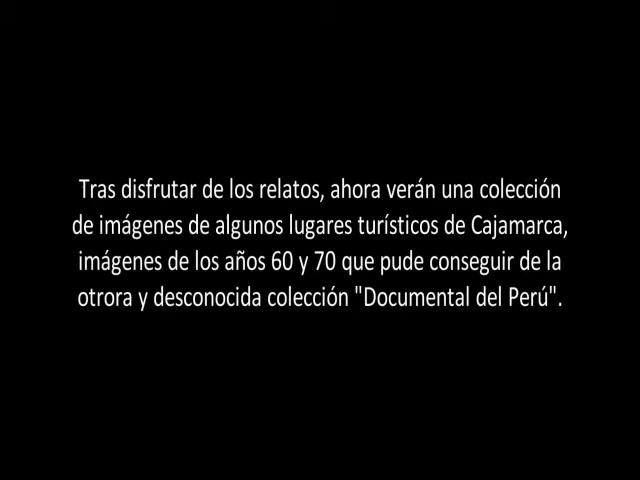 Tras disfrutar de los relatos, ahora verán una colección
de imágenes de algunos lugares turísticos de Cajamarca,
imágenes de los años 60 y 70 que pude conseguir de la
otrora y desconocida colección "Documental del Perú".